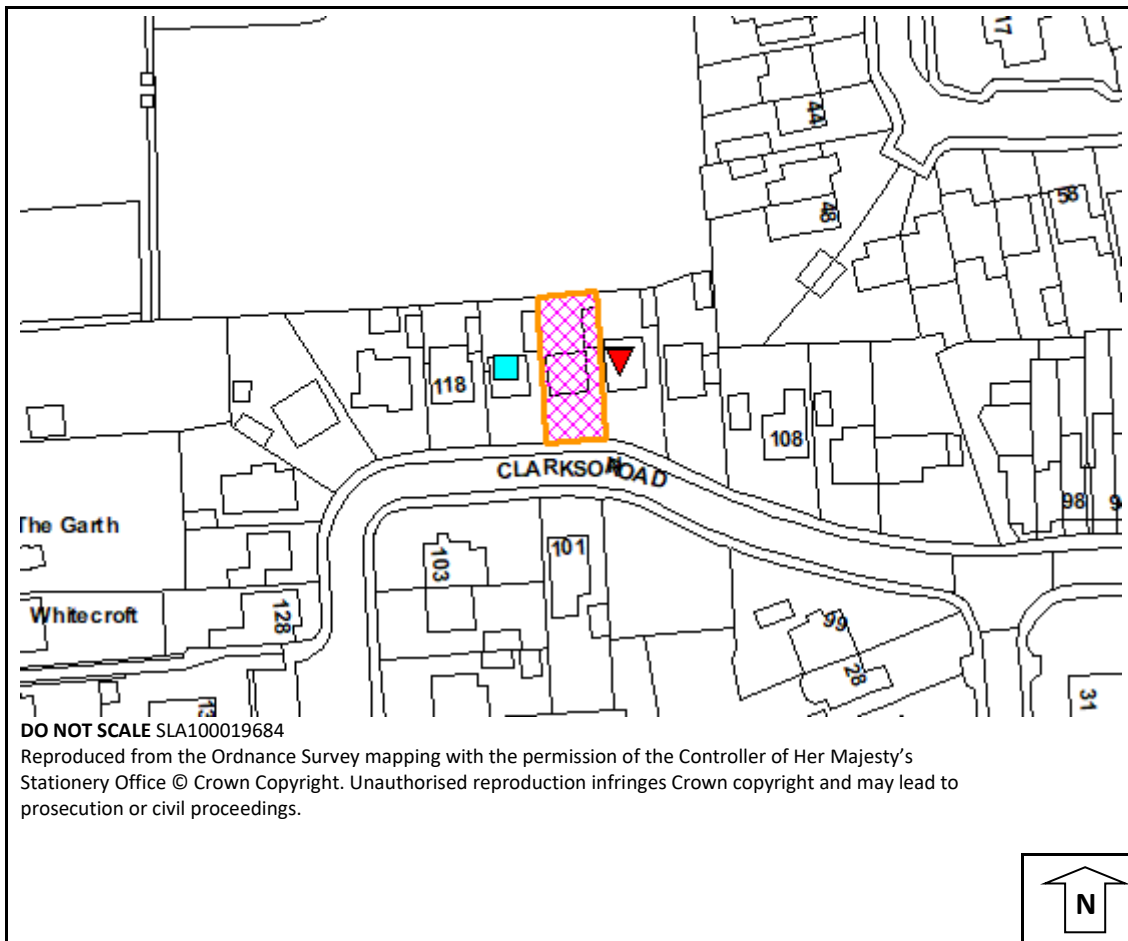 17
44
48
58
118
108
CLARKSON ROAD
98
The Garth
103
101
Whitecroft
128
99
28
31
DO NOT SCALE SLA100019684
Reproduced from the Ordnance Survey mapping with the permission of the Controller of Her Majesty’s
Stationery Office © Crown Copyright. Unauthorised reproduction infringes Crown copyright and may lead to
prosecution or civil proceedings.
N